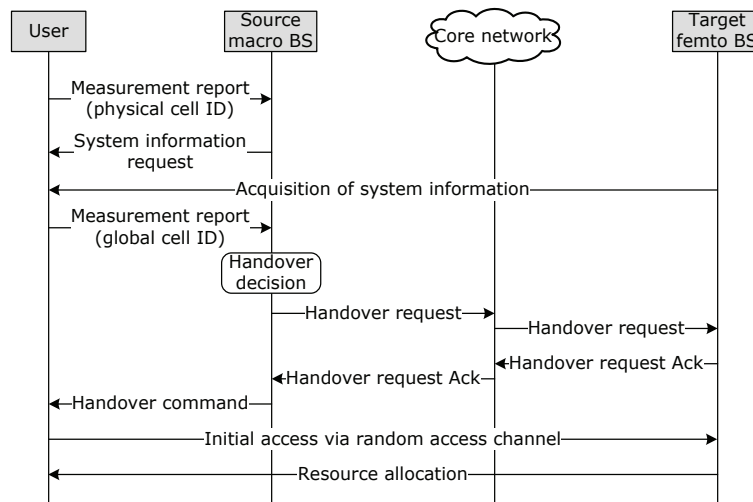 User
Source
macro BS
Core network
Target
femto BS
Measurement report
(physical cell ID)
System information
request
Acquisition of system information
Measurement report
(global cell ID)
Handover
decision
Handover request
Handover request
Handover request Ack
Handover request Ack
Handover command
Initial access via random access channel
Resource allocation